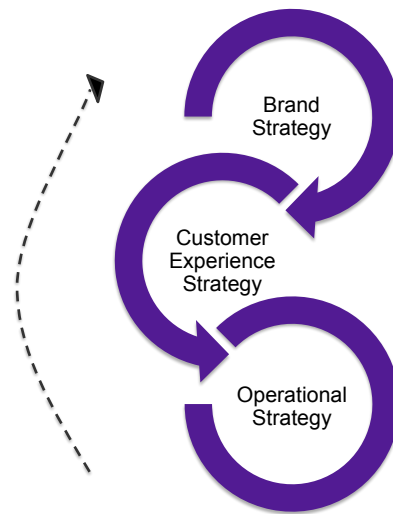 Brand
Strategy
Customer
Experience
Strategy
Operational
Strategy